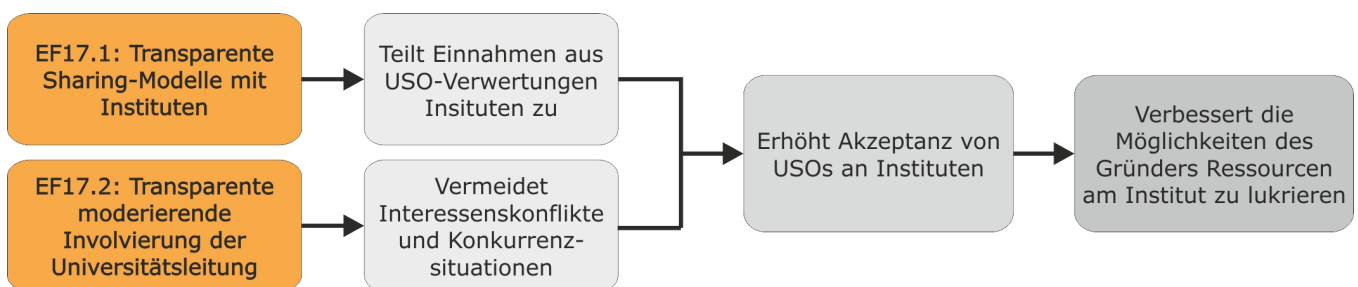 EF17.1: Transparente
Sharing-Modelle mit
Instituten
Teilt Einnahmen aus
USO-Verwertungen
Insituten zu
EF17.2: Transparente
moderierende
Involvierung der
Universitätsleitung
Vermeidet
Interessenskonflikte
und Konkurrenz-
situationen
Erhöht Akzeptanz von
USOs an Instituten
Verbessert die
Möglichkeiten des
Gründers Ressourcen
am Institut zu lukrieren